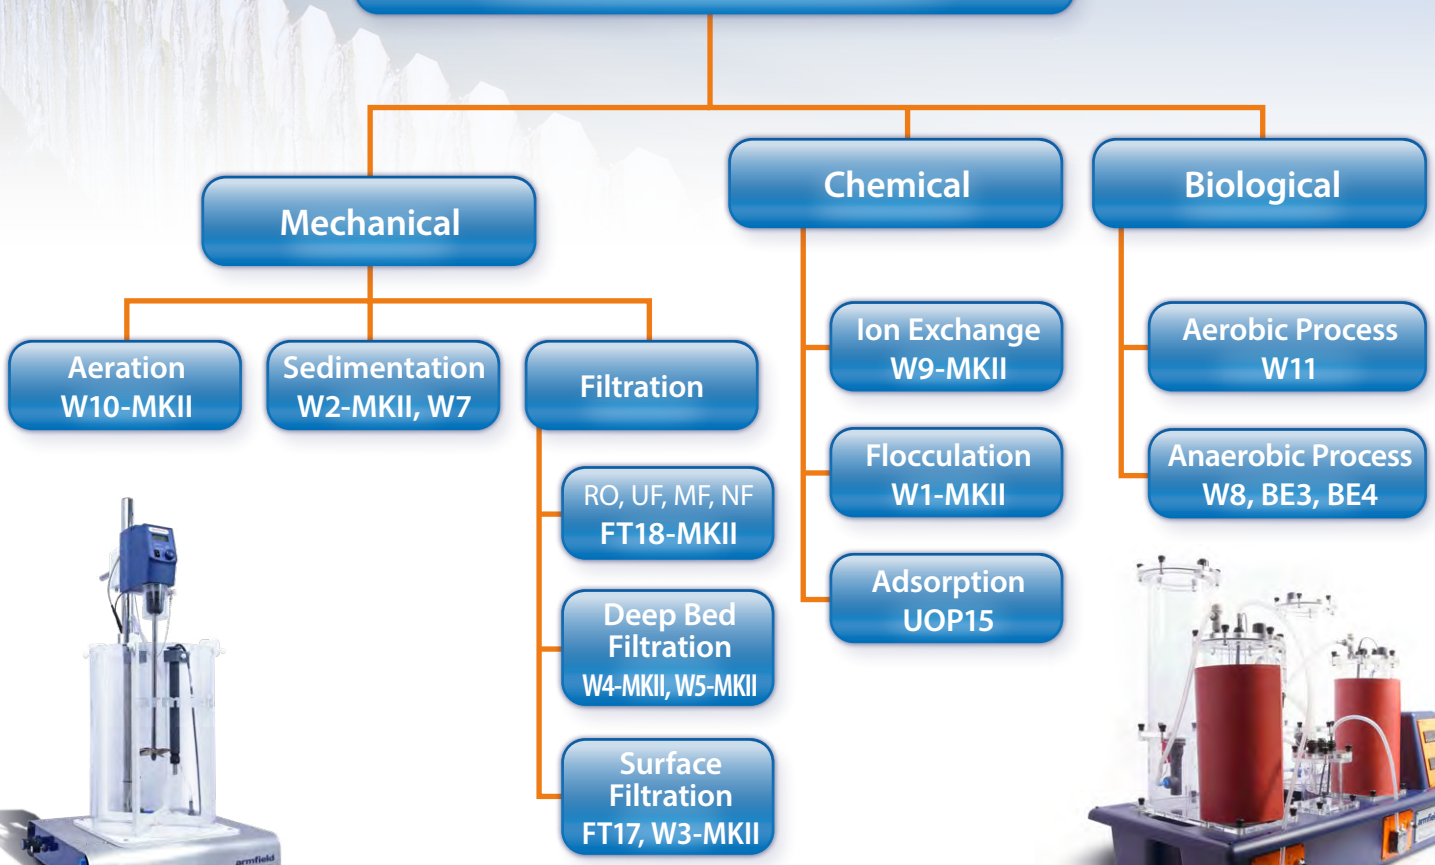 Chemical
Biological
Mechanical
Ion Exchange
W9-MKII
Aerobic Process
W11
Aeration
W10-MKII
Sedimentation
W2-MKII, W7
Filtration
Flocculation
W1-MKII
Anaerobic Process
W8, BE3, BE4
RO, UF, MF, NF
FT18-MKII
Adsorption
UOP15
Deep Bed
Filtration
W4-MKII, W5-MKII
Surface
Filtration
FT17, W3-MKII
armfield